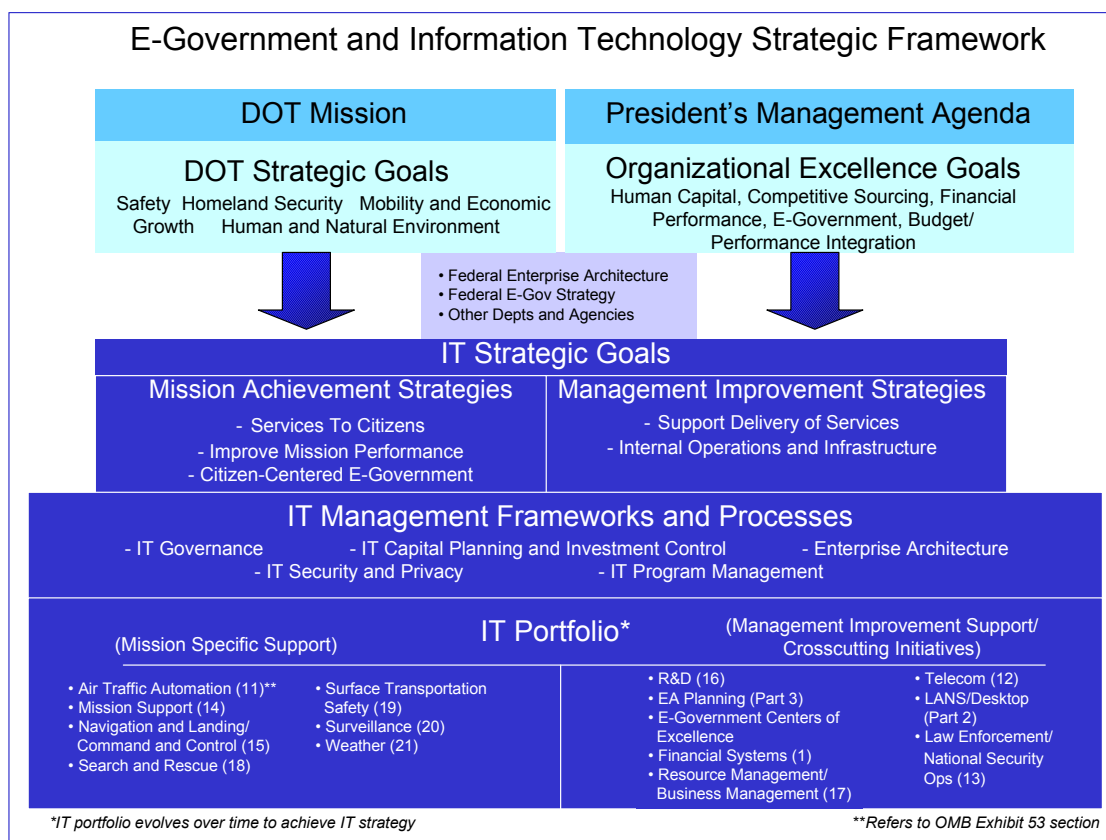 E-Government and Information Technology Strategic Framework
DOT Mission
DOT Strategic Goals
Safety Homeland Security Mobility and Economic
Growth Human and Natural Environment
President's Management Agenda
Organizational Excellence Goals
Human Capital, Competitive Sourcing, Financial
Performance, E-Government, Budget/
Performance Integration
• Federal Enterprise Architecture
• Federal E-Gov Strategy
• Other Depts and Agencies
IT Strategic Goals
Mission Achievement Strategies
- Services To Citizens
- Improve Mission Performance
- Citizen-Centered E-Government
Management Improvement Strategies
- Support Delivery of Services
- Internal Operations and Infrastructure
IT Management Frameworks and Processes
- IT Governance - IT Capital Planning and Investment Control - Enterprise Architecture
- IT Security and Privacy - IT Program Management
IT Portfolio*
(Mission Specific Support)
• Air Traffic Automation (11)**
• Mission Support (14)
• Navigation and Landing/
Command and Control (15)
• Search and Rescue (18)
• Surface Transportation
Safety (19)
• Surveillance (20)
• Weather (21)
(Management Improvement Support/
Crosscutting Initiatives)
• R&D (16)
• EA Planning (Part 3)
• E-Government Centers of
Excellence
• Financial Systems (1)
• Resource Management/
Business Management (17)
• Telecom (12)
• LANS/Desktop
(Part 2)
• Law Enforcement/
National Security
Ops (13)
*IT portfolio evolves over time to achieve IT strategy
**Refers to OMB Exhibit 53 section